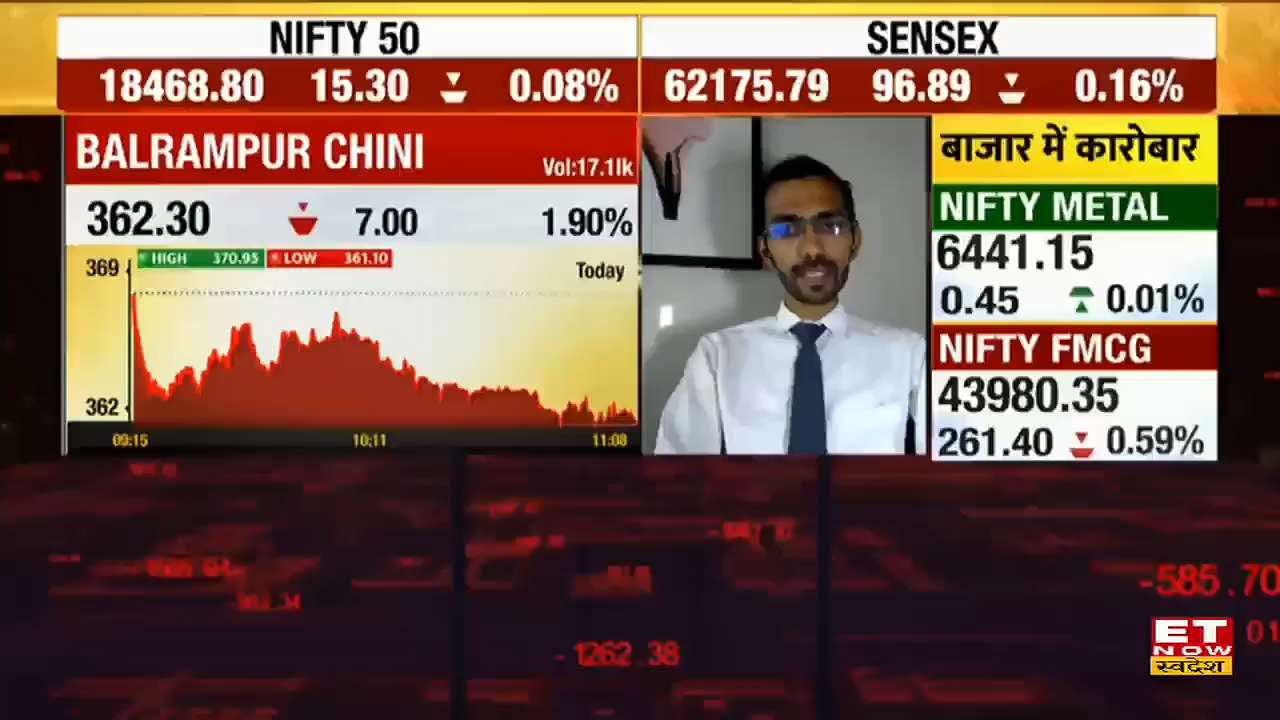 NIFTY 50
18468.80 15.30 0.08%
SENSEX
62175.79 96.89 0.16%
BALRAMPUR CHINI
Vol:17.1lk
362.30 7.00 1.90%
HIGH 370.95 LOW 361.10
Today
369
362
09:15 10:11 11:08
बाजार में कारोबार
NIFTY METAL
6441.15
0.45 0.01%
NIFTY FMCG
43980.35
261.40 0.59%
-585.70
-1262.38
01
ET
NOW
स्वदेश